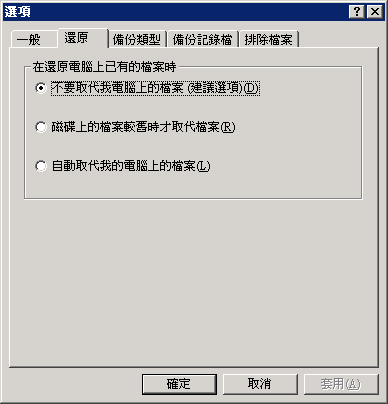 選項
一般 還原 備份類型 備份記錄檔 排除檔案
在還原電腦上已有的檔案時
不要取代我電腦上的檔案 (建議選項)(D)
磁碟上的檔案較舊時才取代檔案(R)
自動取代我的電腦上的檔案(L)
確定 取消 套用(A)